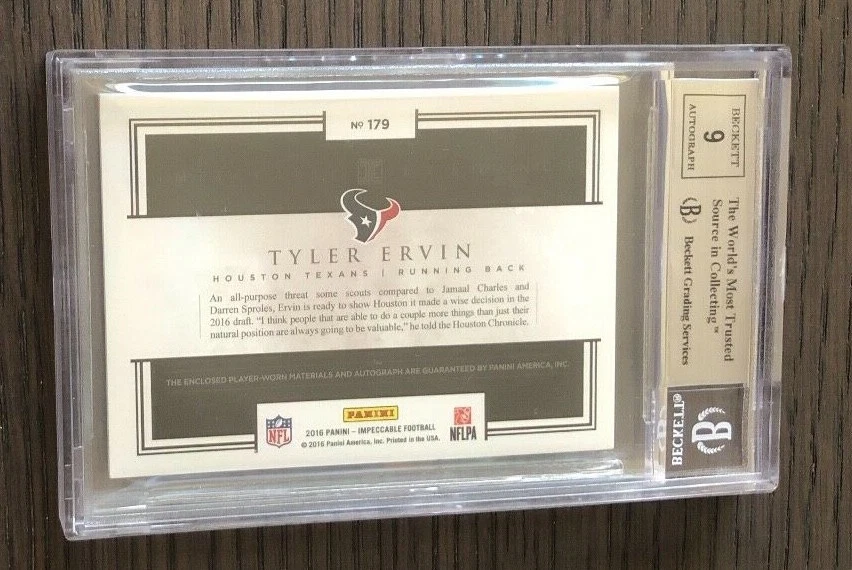 Nº 179
TYLER ERVIN
HOUSTON TEXANS | RUNNING BACK
An all-purpose threat some scouts compared to Jamaal Charles and
Darren Sproles, Ervin is ready to show Houston it made a wise decision in the
2016 draft. "I think people that are able to do a couple more things than just their
natural position are always going to be valuable," he told the Houston Chronicle.
THE ENCLOSED PLAYER-WORN MATERIALS AND AUTOGRAPH ARE GUARANTEED BY PANINI AMERICA, INC.
NFL
PANINI
2016 PANINI - IMPECCABLE FOOTBALL
© 2016 Panini America, Inc. Printed in the USA.
NFLPA
BECKETT
9
AUTOGRAPH
The World's Most Trusted
Source in Collecting™
(B) Beckett Grading Services
B
BECKETT®